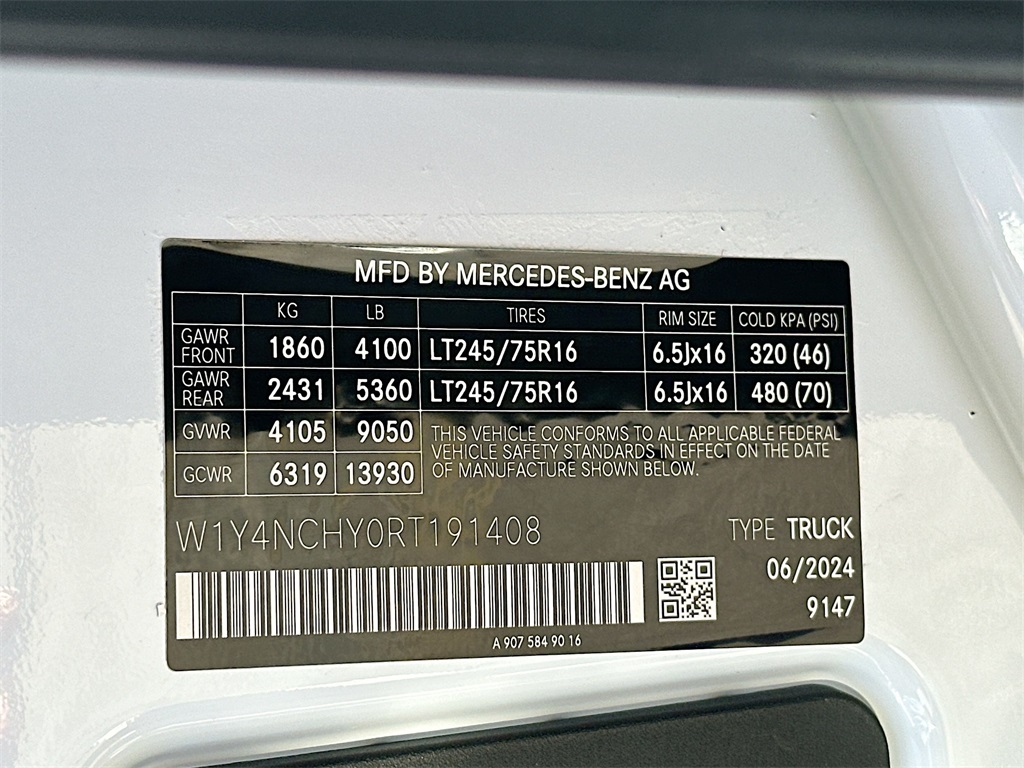 MFD BY MERCEDES-BENZ AG
KG LB TIRES RIM SIZE COLD KPA (PSI)
GAWR FRONT 1860 4100 LT245/75R16 6.5Jx16 320 (46)
GAWR REAR 2431 5360 LT245/75R16 6.5Jx16 480 (70)
GVWR 4105 9050
GCWR 6319 13930
THIS VEHICLE CONFORMS TO ALL APPLICABLE FEDERAL
VEHICLE SAFETY STANDARDS IN EFFECT ON THE DATE
OF MANUFACTURE SHOWN BELOW.
W1Y4NCHY0RT191408
TYPE TRUCK
06/2024
9147
A 907 584 90 16